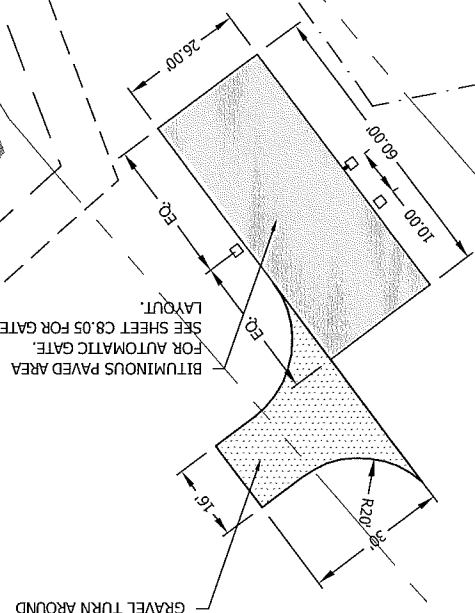 GRAVEL TURN AROUND
R20'
30'
16'
BITUMINOUS PAVED AREA
FOR AUTOMATIC GATE.
SEE SHEET C8.05 FOR GATE
LAYOUT.
EQ.
EQ.
10.00
60.00'
26.00'